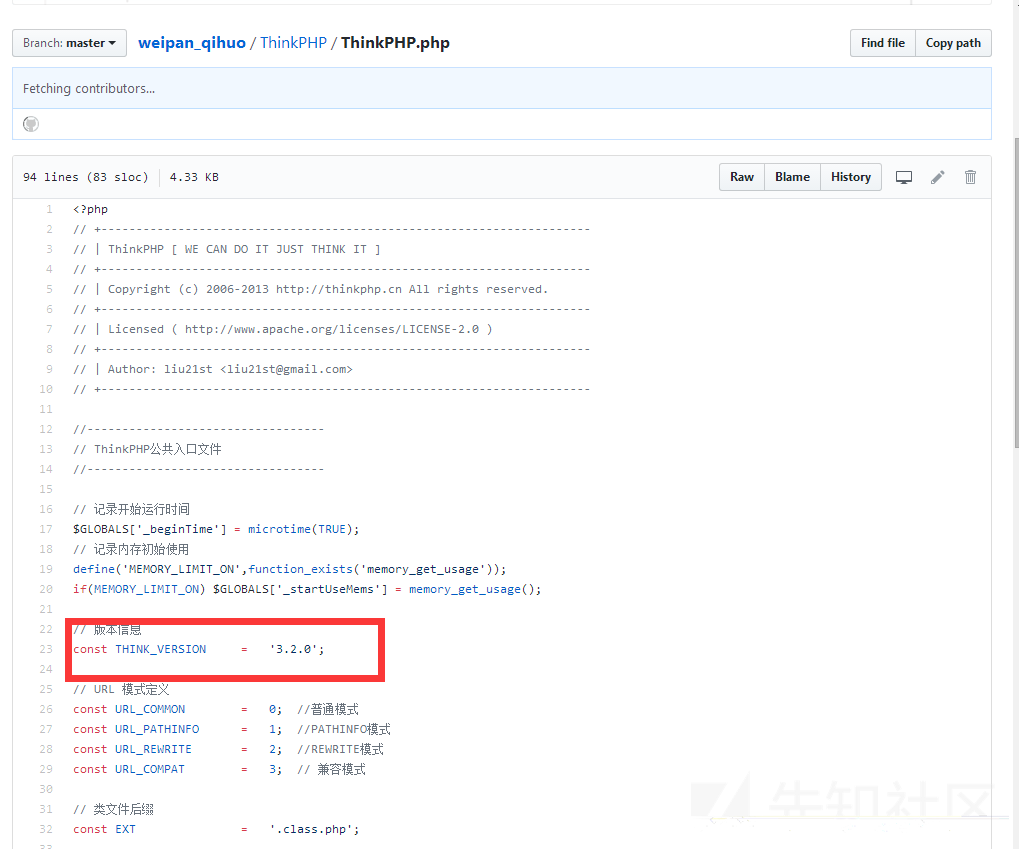 Branch: master weipan_qihuo / ThinkPHP / ThinkPHP.php Find file Copy path
Fetching contributors...
94 lines (83 sloc) 4.33 KB Raw Blame History
1 <?php
2 // +----------------------------------------------------------------------
3 // | ThinkPHP [ WE CAN DO IT JUST THINK IT ]
4 // +----------------------------------------------------------------------
5 // | Copyright (c) 2006-2013 http://thinkphp.cn All rights reserved.
6 // +----------------------------------------------------------------------
7 // | Licensed ( http://www.apache.org/licenses/LICENSE-2.0 )
8 // +----------------------------------------------------------------------
9 // | Author: liu21st <liu21st@gmail.com>
10 // +----------------------------------------------------------------------
11
12 //----------------------------------
13 // ThinkPHP公共入口文件
14 //----------------------------------
15
16 // 记录开始运行时间
17 $GLOBALS['_beginTime'] = microtime(TRUE);
18 // 记录内存初始使用
19 define('MEMORY_LIMIT_ON',function_exists('memory_get_usage'));
20 if(MEMORY_LIMIT_ON) $GLOBALS['_startUseMems'] = memory_get_usage();
21
22 // 版本信息
23 const THINK_VERSION = '3.2.0';
24
25 // URL 模式定义
26 const URL_COMMON = 0; //普通模式
27 const URL_PATHINFO = 1; //PATHINFO模式
28 const URL_REWRITE = 2; //REWRITE模式
29 const URL_COMPAT = 3; // 兼容模式
30
31 // 类文件后缀
32 const EXT = '.class.php';
33
先知社区